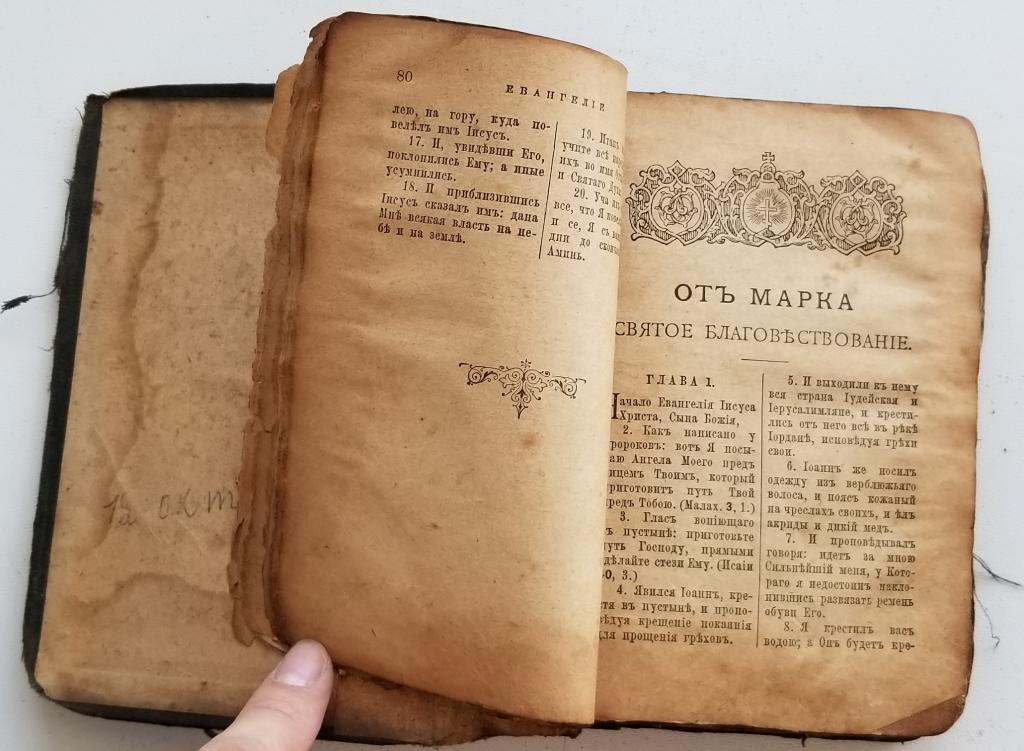 80
ЕВАНГЕЛІЕ
лею, на гору, куда по-
велѣлъ имъ Іисусъ.
17. И, увидѣвши Его,
поклонились Ему; а иные
усумнились.
18. И приблизившись
Іисусъ сказалъ имъ: дана
Мнѣ всякая власть на не-
бѣ и на землѣ.
19. Итакъ
учите всѣ
ихъ во имя
и Святаго
20. Уча ихъ
все, что Я
и се, Я съ
дни до
Аминь.
ОТЪ МАРКА
СВЯТОЕ БЛАГОВѢСТВОВАНІЕ.
ГЛАВА 1.
Начало Евангелія Іисуса
Христа, Сына Божія,
2. Какъ написано у
пророковъ: вотъ Я посы-
лаю Ангела Моего предъ
лицемъ Твоимъ, который
приготовитъ путь Твой
предъ Тобою. (Малах. 3, 1.)
3. Гласъ вопіющаго
въ пустынѣ: приготовьте
путь Господу, прямыми
сдѣлайте стези Ему. (Исаіи
40, 3.)
4. Явился Іоаннъ, кре-
стя въ пустынѣ, и пропо-
вѣдуя крещеніе покаянія
для прощенія грѣховъ.
5. И выходили къ нему
вся страна Іудейская и
Іерусалимляне, и крести-
лись отъ него всѣ въ рѣкѣ
Іорданѣ, исповѣдуя грѣхи
свои.
6. Іоаннъ же носилъ
одежду изъ верблюжьяго
волоса, и поясъ кожаный
на чреслахъ своихъ, и ѣлъ
акриды и дикій медъ.
7. И проповѣдывалъ
говоря: идетъ за мною
Сильнѣйшій меня, у Кото-
раго я недостоинъ накло-
нившись развязать ремень
обуви Его.
8. Я крестилъ васъ
водою; а Онъ будетъ кре-